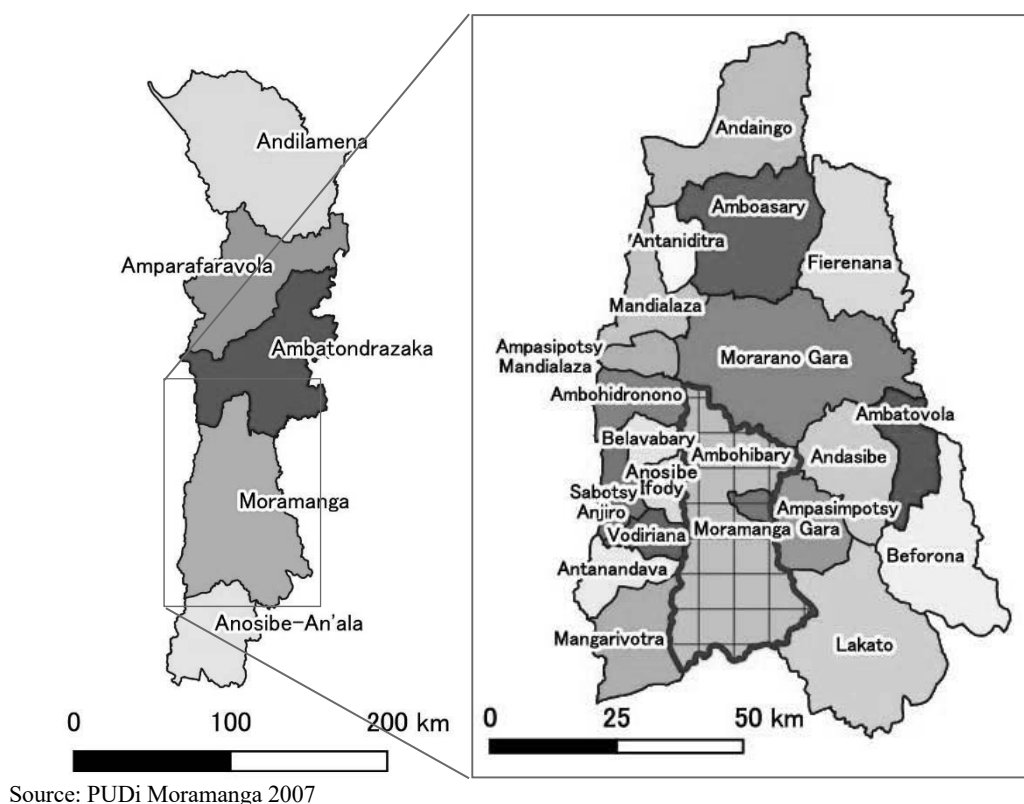 Andilamena
Amparafaravola
Ambatondrazaka
Moramanga
Anosibe-An'ala
0 100 200 km
Andaingo
Amboasary
Antaniditra
Fierenana
Mandialaza
Ampasipotsy
Mandialaza
Morarano Gara
Ambohidronono
Ambatovola
Belavabary
Ambohibary
Andasibe
Anosibe
Ifody
Sabotsy
Anjiro
Moramanga
Ampasimpotsy
Gara
Vodiriana
Beforona
Antanandava
Mangarivotra
Lakato
0 25 50 km
Source: PUDi Moramanga 2007